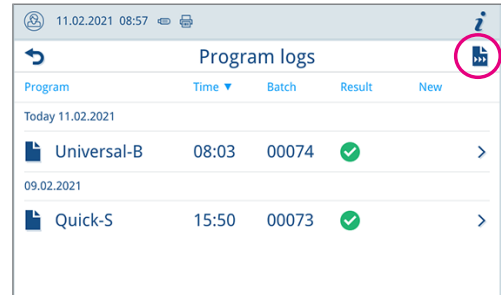 11.02.2021 08:57 i
Program logs
Program Time ▼ Batch Result New
Today 11.02.2021
Universal-B 08:03 00074
09.02.2021
Quick-S 15:50 00073